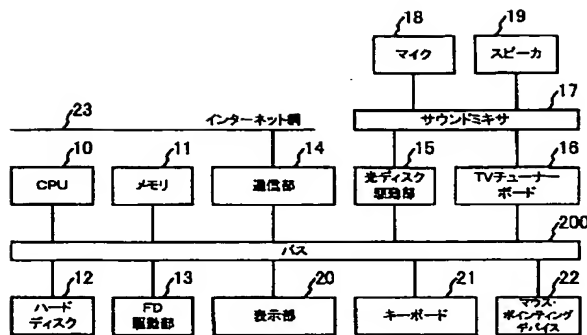 18
19
マイク
スピーカ
17
23
インターネット網
サウンドミキサ
10
11
14
15
16
CPU
メモリ
通信部
光ディスク
駆動部
TVチューナー
ボード
200
バス
12
13
20
21
22
ハード
ディスク
FD
駆動部
表示部
キーボード
マウス・
ポインティング
デバイス